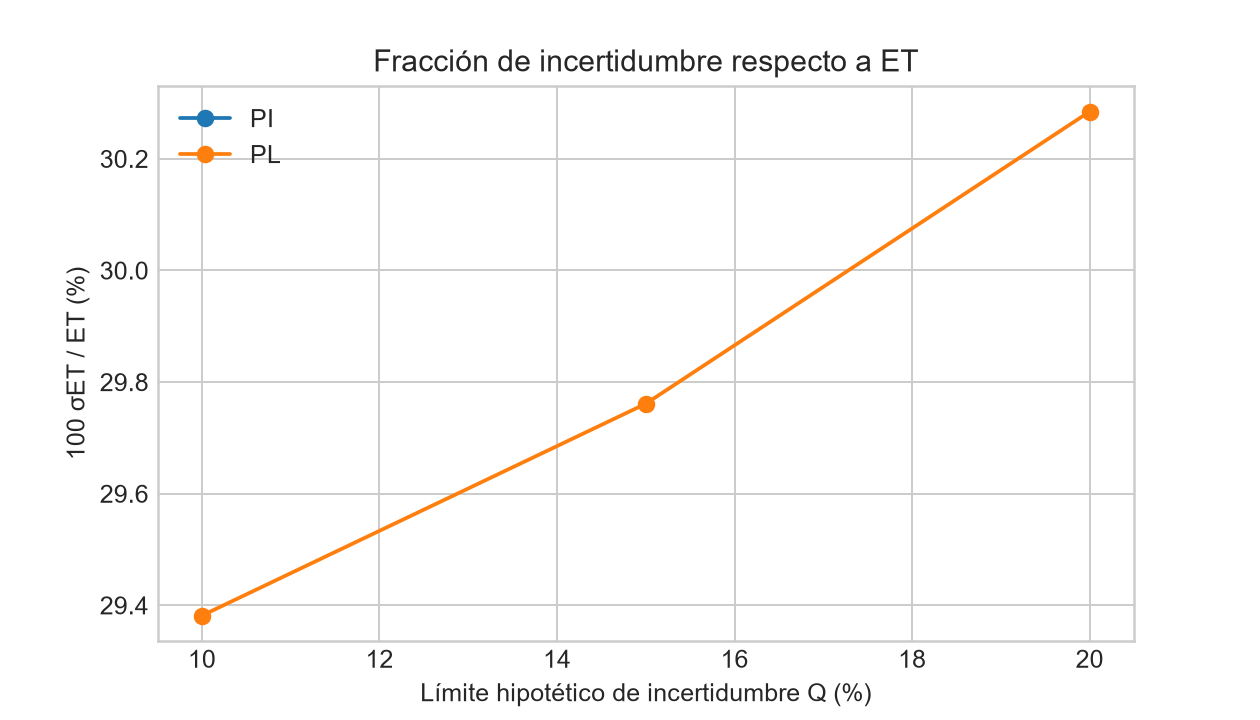 Fracción de incertidumbre respecto a ET
PI
PL
100 σET / ET (%)
30.2
30.0
29.8
29.6
29.4
10 12 14 16 18 20
Límite hipotético de incertidumbre Q (%)